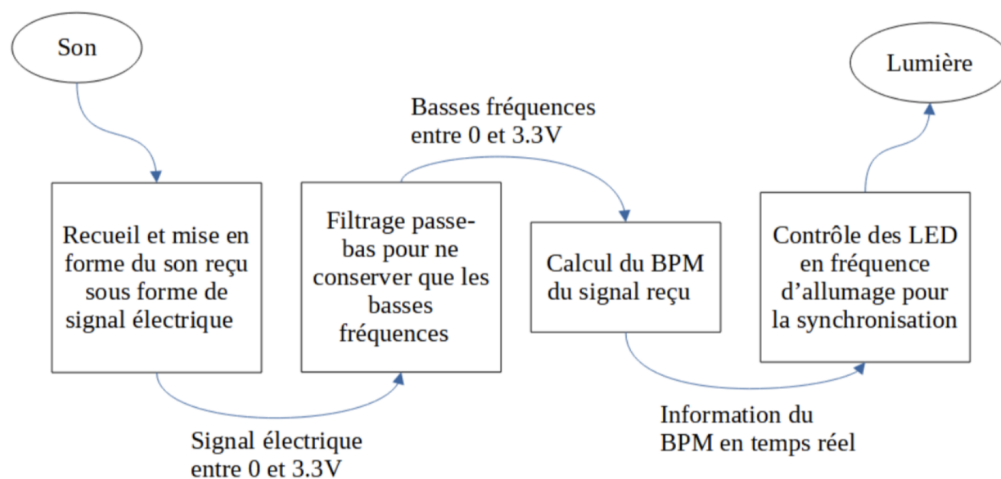 Son
Recueil et mise en
forme du son reçu
sous forme de
signal électrique
Signal électrique
entre 0 et 3.3V
Filtrage passe-
bas pour ne
conserver que les
basses
fréquences
Basses fréquences
entre 0 et 3.3V
Calcul du BPM
du signal reçu
Information du
BPM en temps réel
Contrôle des LED
en fréquence
d’allumage pour
la synchronisation
Lumière